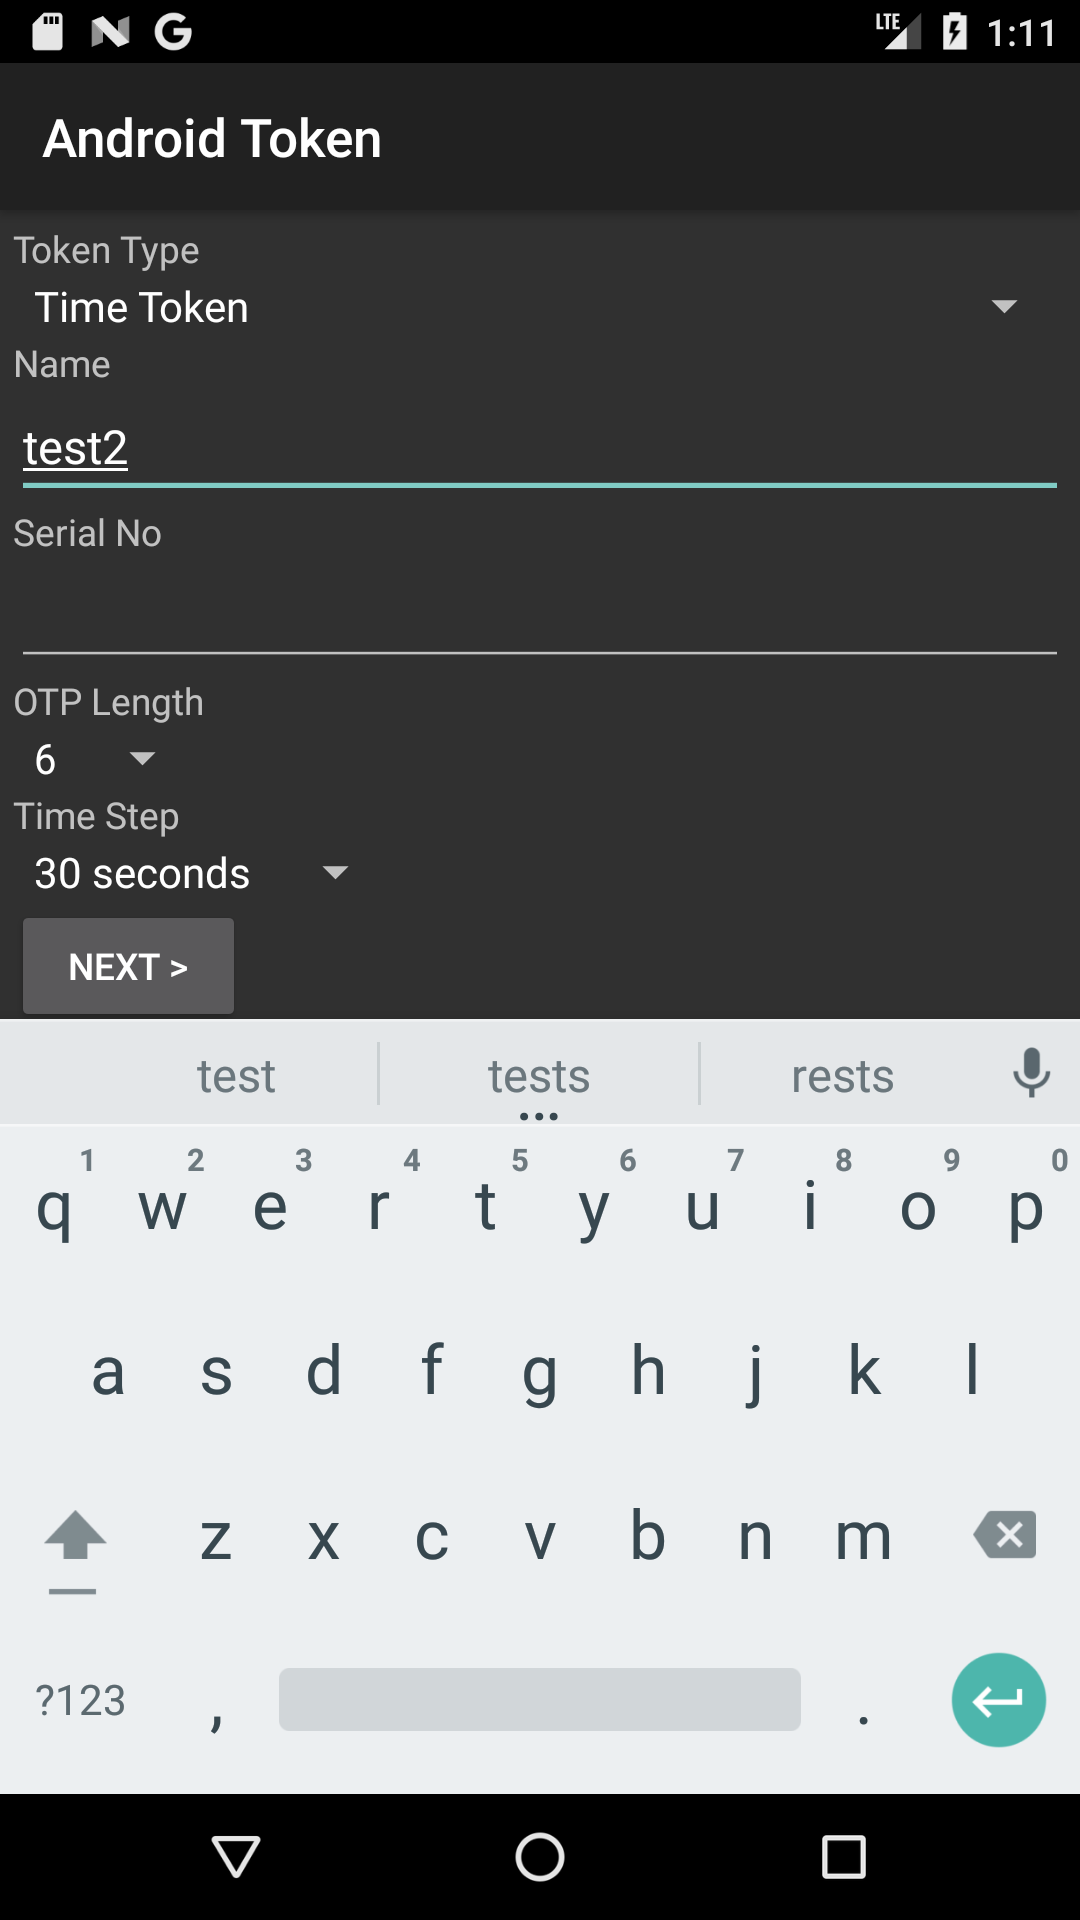 LTE 1:11
Android Token
Token Type
Time Token
Name
test2
Serial No
OTP Length
6
Time Step
30 seconds
NEXT >
test tests rests
1 2 3 4 5 6 7 8 9 0
q w e r t y u i o p
a s d f g h j k l
z x c v b n m
?123 , .